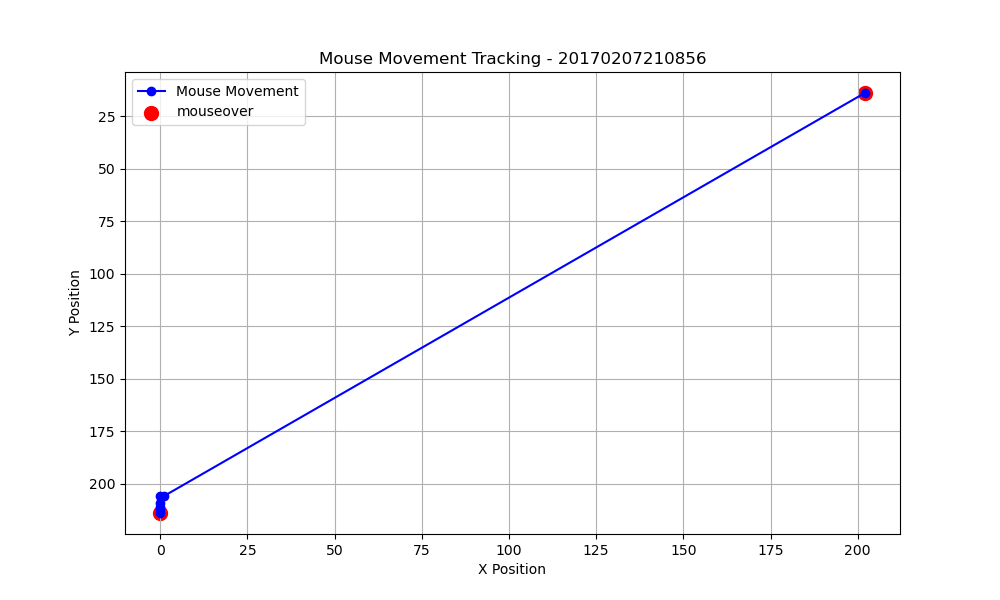 Mouse Movement Tracking - 20170207210856
Mouse Movement
mouseover
Y Position
25
50
75
100
125
150
175
200
0 25 50 75 100 125 150 175 200
X Position